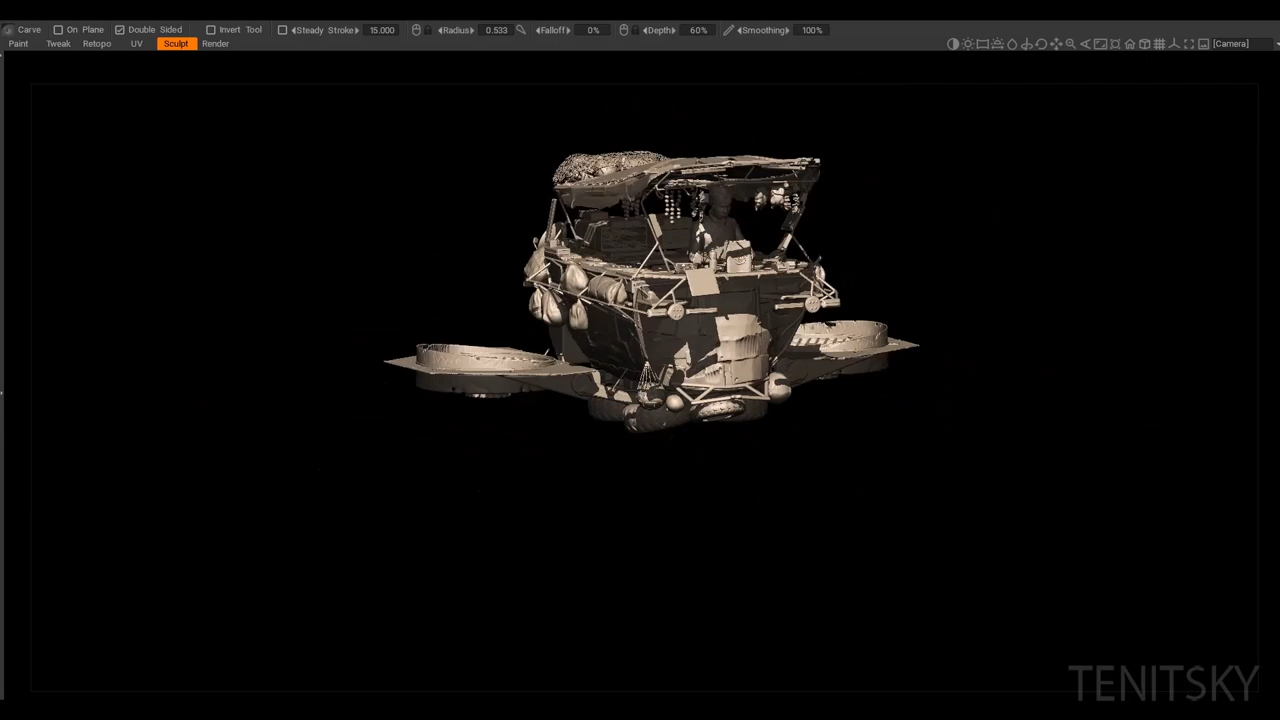 Carve On Plane Double Sided Invert Tool Steady Stroke 15.000 Radius 0.533 Falloff 0% Depth 60% Smoothing 100%
Paint Tweak Retopo UV Sculpt Render [Camera]
TENITSKY